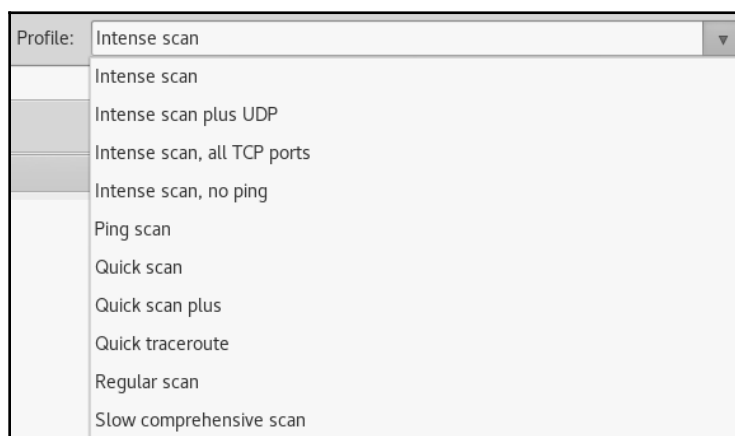 Profile: Intense scan
Intense scan
Intense scan plus UDP
Intense scan, all TCP ports
Intense scan, no ping
Ping scan
Quick scan
Quick scan plus
Quick traceroute
Regular scan
Slow comprehensive scan